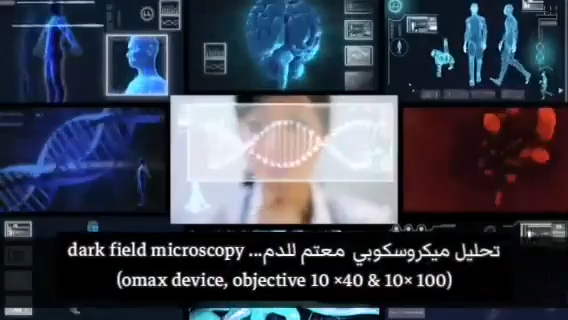 تحليل ميكروسكوبي معتم للدم... dark field microscopy
(omax device, objective 10 ×40 & 10× 100)